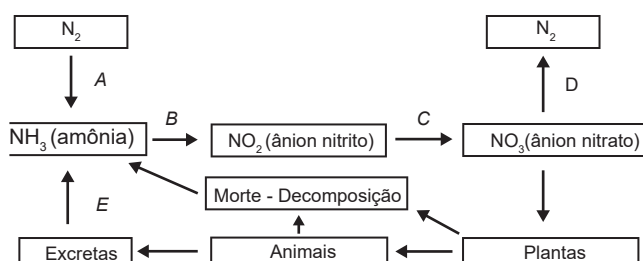 N₂
N₂
A
D
NH₃ (amônia)
B
NO₂ (ânion nitrito)
C
NO₃(ânion nitrato)
E
Morte - Decomposição
Excretas
Animais
Plantas